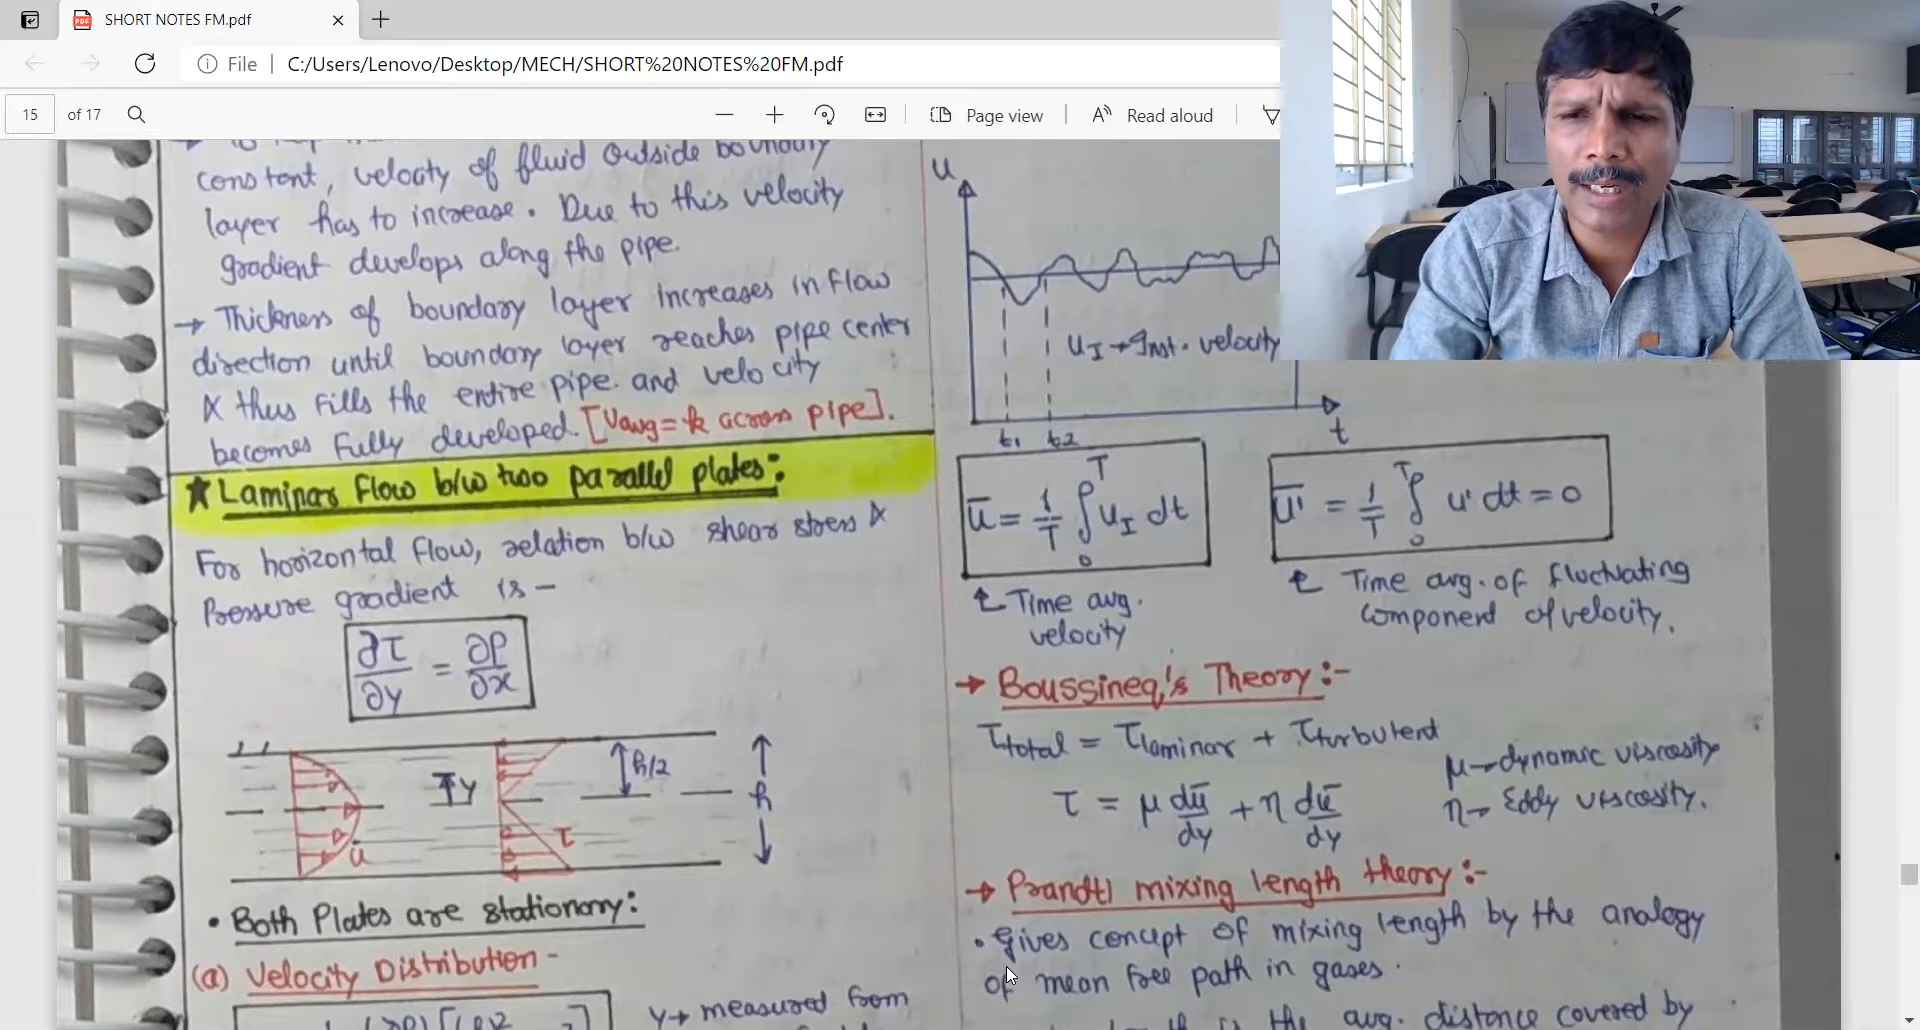 SHORT NOTES FM.pdf
File
C:/Users/Lenovo/Desktop/MECH/SHORT%20NOTES%20FM.pdf
15 of 17
Page view
Read aloud
constant, velocity of fluid outside boundary
layer has to increase. Due to this velocity
gradient develops along the pipe.
→ Thickness of boundary layer increases in flow
direction until boundary layer reaches pipe center
& thus fills the entire pipe and velocity
becomes fully developed. [Vavg = k across pipe].
★ Laminar flow b/w two parallel plates:
For horizontal flow, relation b/w shear stress &
Pressure gradient is –
∂τ/∂y = ∂P/∂x
h/2
y
h
τ
u
• Both Plates are stationary:
(a) Velocity Distribution -
y→ measured from
u
u_I → Inst. velocity
t1 t2
t
ū = 1/T ∫₀ᵀ u_I dt
ū' = 1/T ∫₀ᵀ u' dt = 0
Time avg.
velocity
Time avg. of fluctuating
component of velocity.
→ Boussineq's Theory :-
τtotal = τlaminar + τturbulent
τ = μ dū/dy + η dū/dy
μ → dynamic viscosity
η → Eddy viscosity.
→ Prandtl mixing length theory :-
• gives concept of mixing length by the analogy
of mean free path in gases.
is the avg. distance covered by